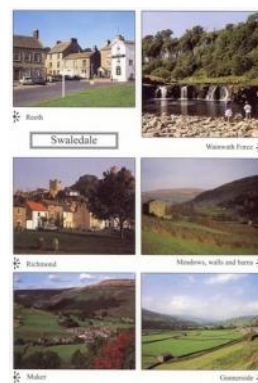 Reeth
Wainwath Force
Swaledale
Richmond
Meadows, walls and barns
Muker
Gunnerside